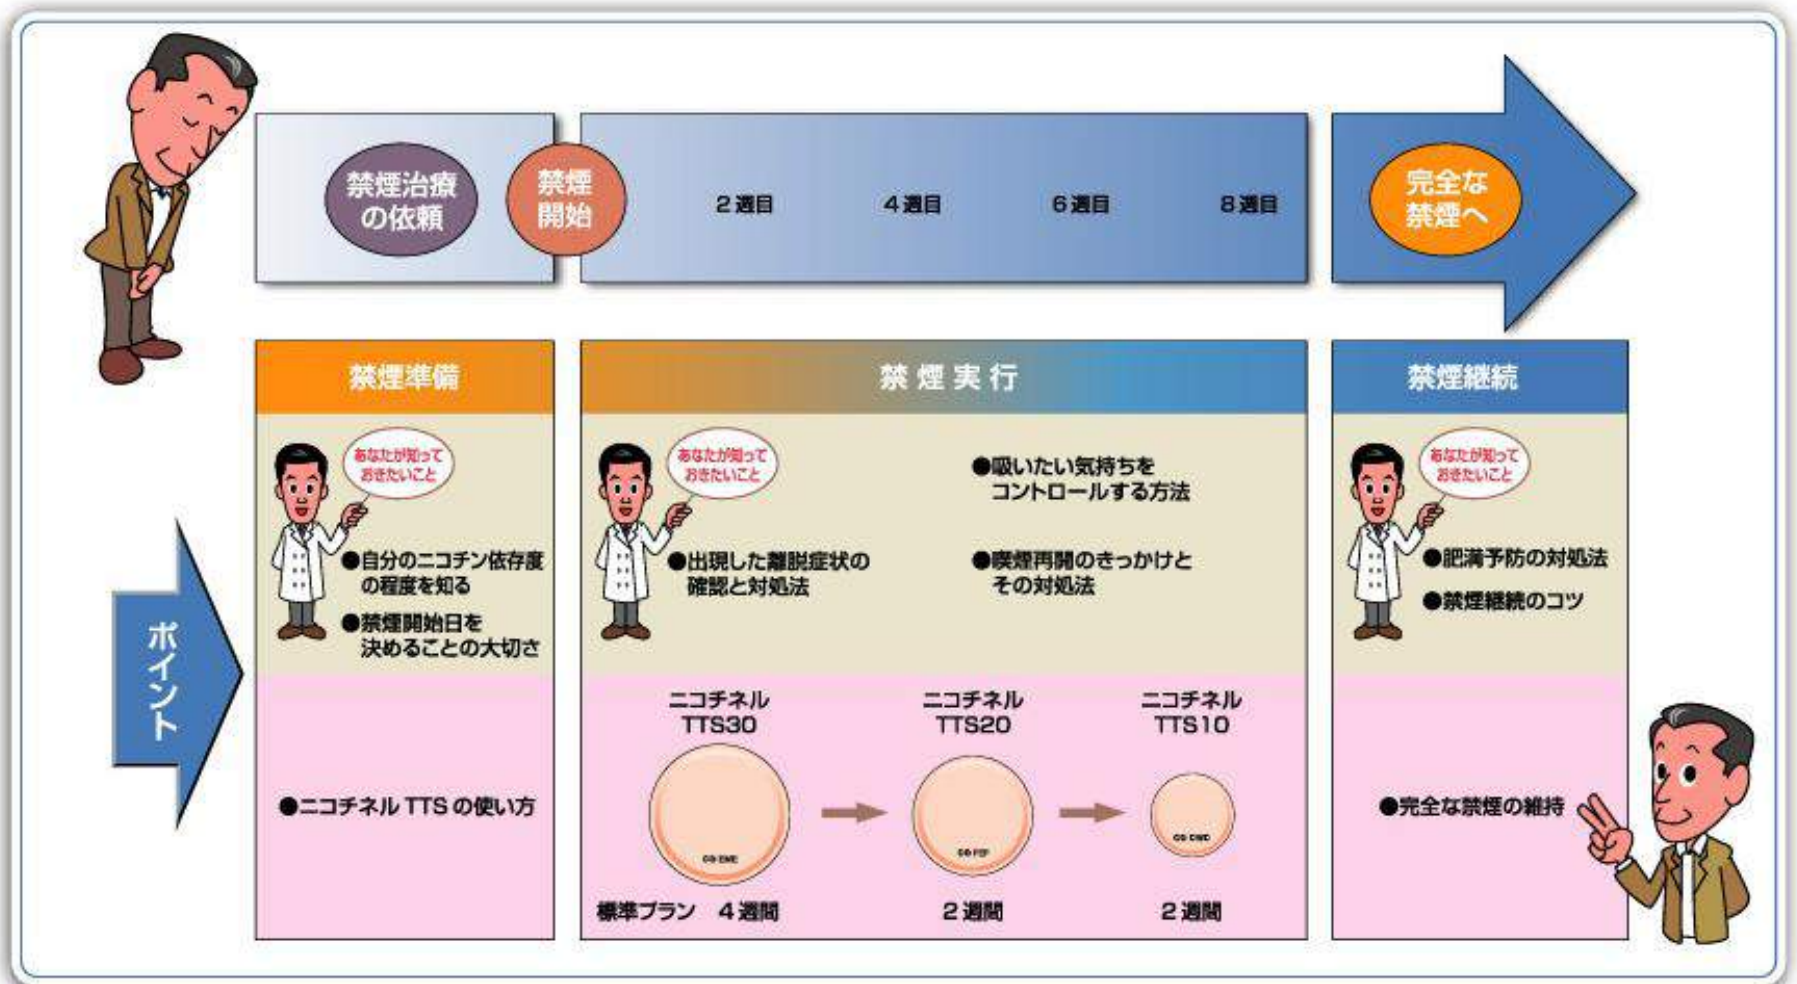 禁煙治療
の依頼
禁煙
開始
2週目
4週目
6週目
8週目
完全な
禁煙へ
禁煙準備
禁煙実行
禁煙継続
ポイント
あなたが知って
おきたいこと
●自分のニコチン依存度
の程度を知る
●禁煙開始日を
決めることの大切さ
あなたが知って
おきたいこと
●出現した離脱症状の
確認と対処法
●吸いたい気持ちを
コントロールする方法
●喫煙再開のきっかけと
その対処法
あなたが知って
おきたいこと
●肥満予防の対処法
●禁煙継続のコツ
●ニコチネル TTS の使い方
ニコチネル
TTS30
ニコチネル
TTS20
ニコチネル
TTS10
標準プラン 4週間
2週間
2週間
●完全な禁煙の維持